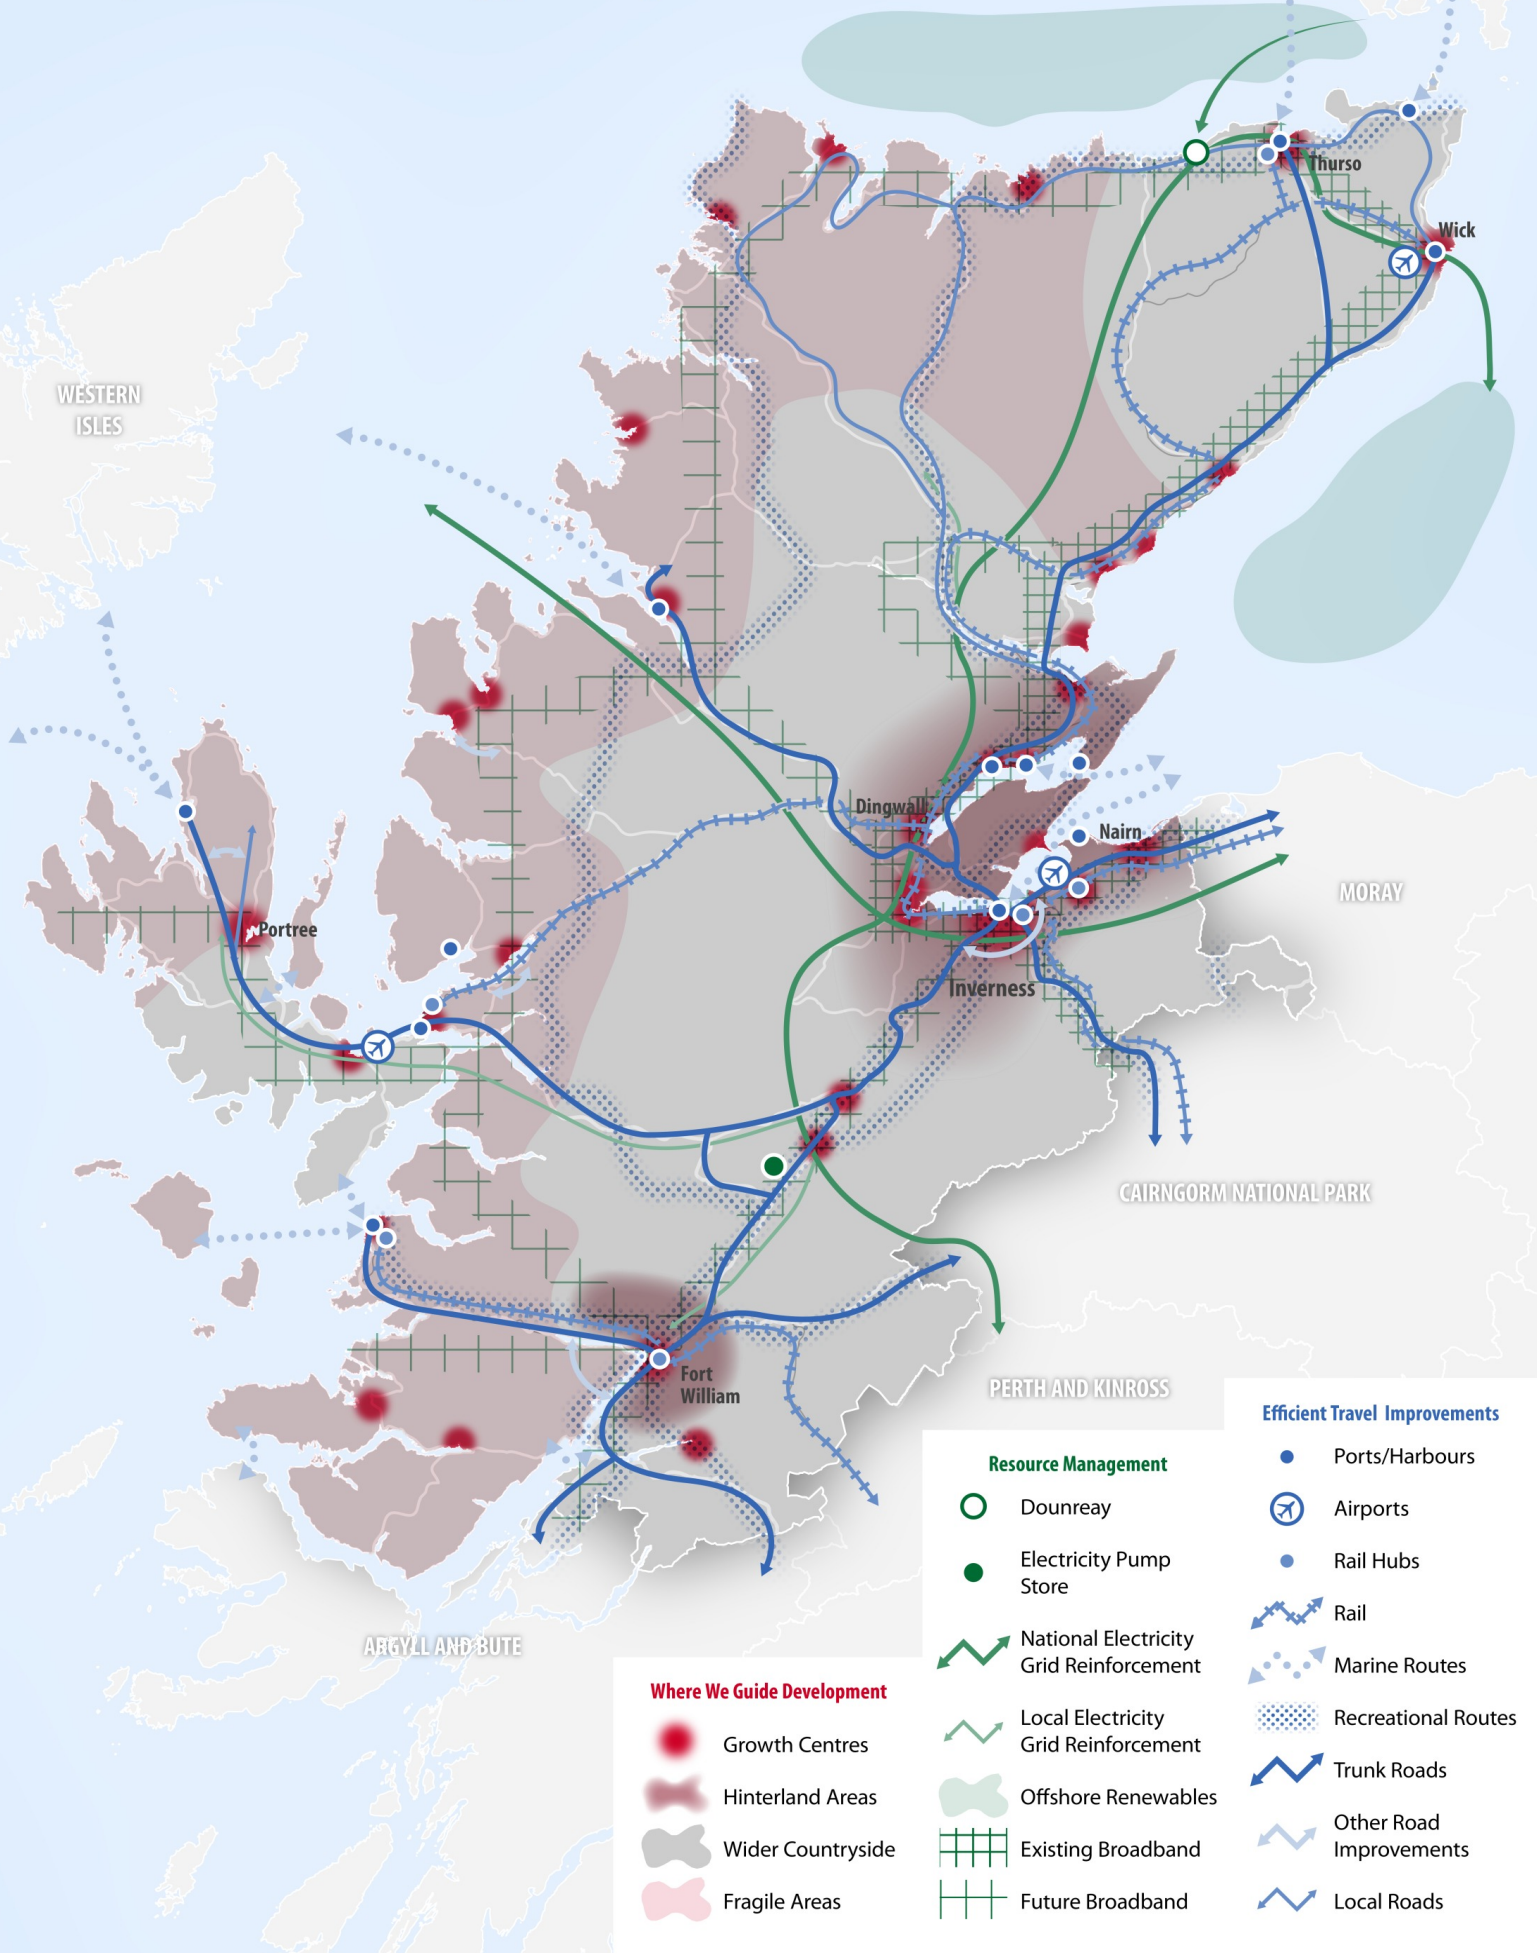 Thurso
Wick
WESTERN
ISLES
Dingwall
Nairn
MORAY
Portree
Inverness
CAIRNGORM NATIONAL PARK
Fort
William
PERTH AND KINROSS
ARGYLL AND BUTE
Where We Guide Development
Growth Centres
Hinterland Areas
Wider Countryside
Fragile Areas
Resource Management
Dounreay
Electricity Pump
Store
National Electricity
Grid Reinforcement
Local Electricity
Grid Reinforcement
Offshore Renewables
Existing Broadband
Future Broadband
Efficient Travel Improvements
Ports/Harbours
Airports
Rail Hubs
Rail
Marine Routes
Recreational Routes
Trunk Roads
Other Road
Improvements
Local Roads